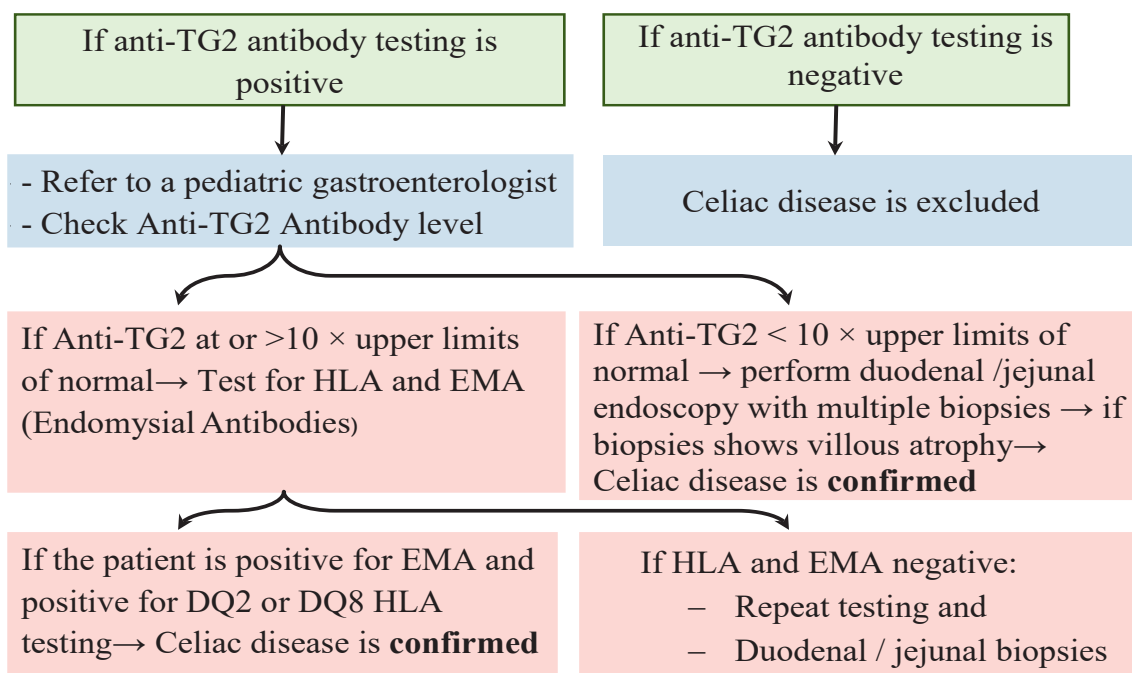 If anti-TG2 antibody testing is
positive
If anti-TG2 antibody testing is
negative
- - Refer to a pediatric gastroenterologist
- - Check Anti-TG2 Antibody level
Celiac disease is excluded
If Anti-TG2 at or >10 × upper limits
of normal→ Test for HLA and EMA
(Endomysial Antibodies)
If Anti-TG2 < 10 × upper limits of
normal → perform duodenal /jejunal
endoscopy with multiple biopsies → if
biopsies shows villous atrophy→
Celiac disease is confirmed
If the patient is positive for EMA and
positive for DQ2 or DQ8 HLA
testing→ Celiac disease is confirmed
If HLA and EMA negative:
– Repeat testing and
– Duodenal / jejunal biopsies